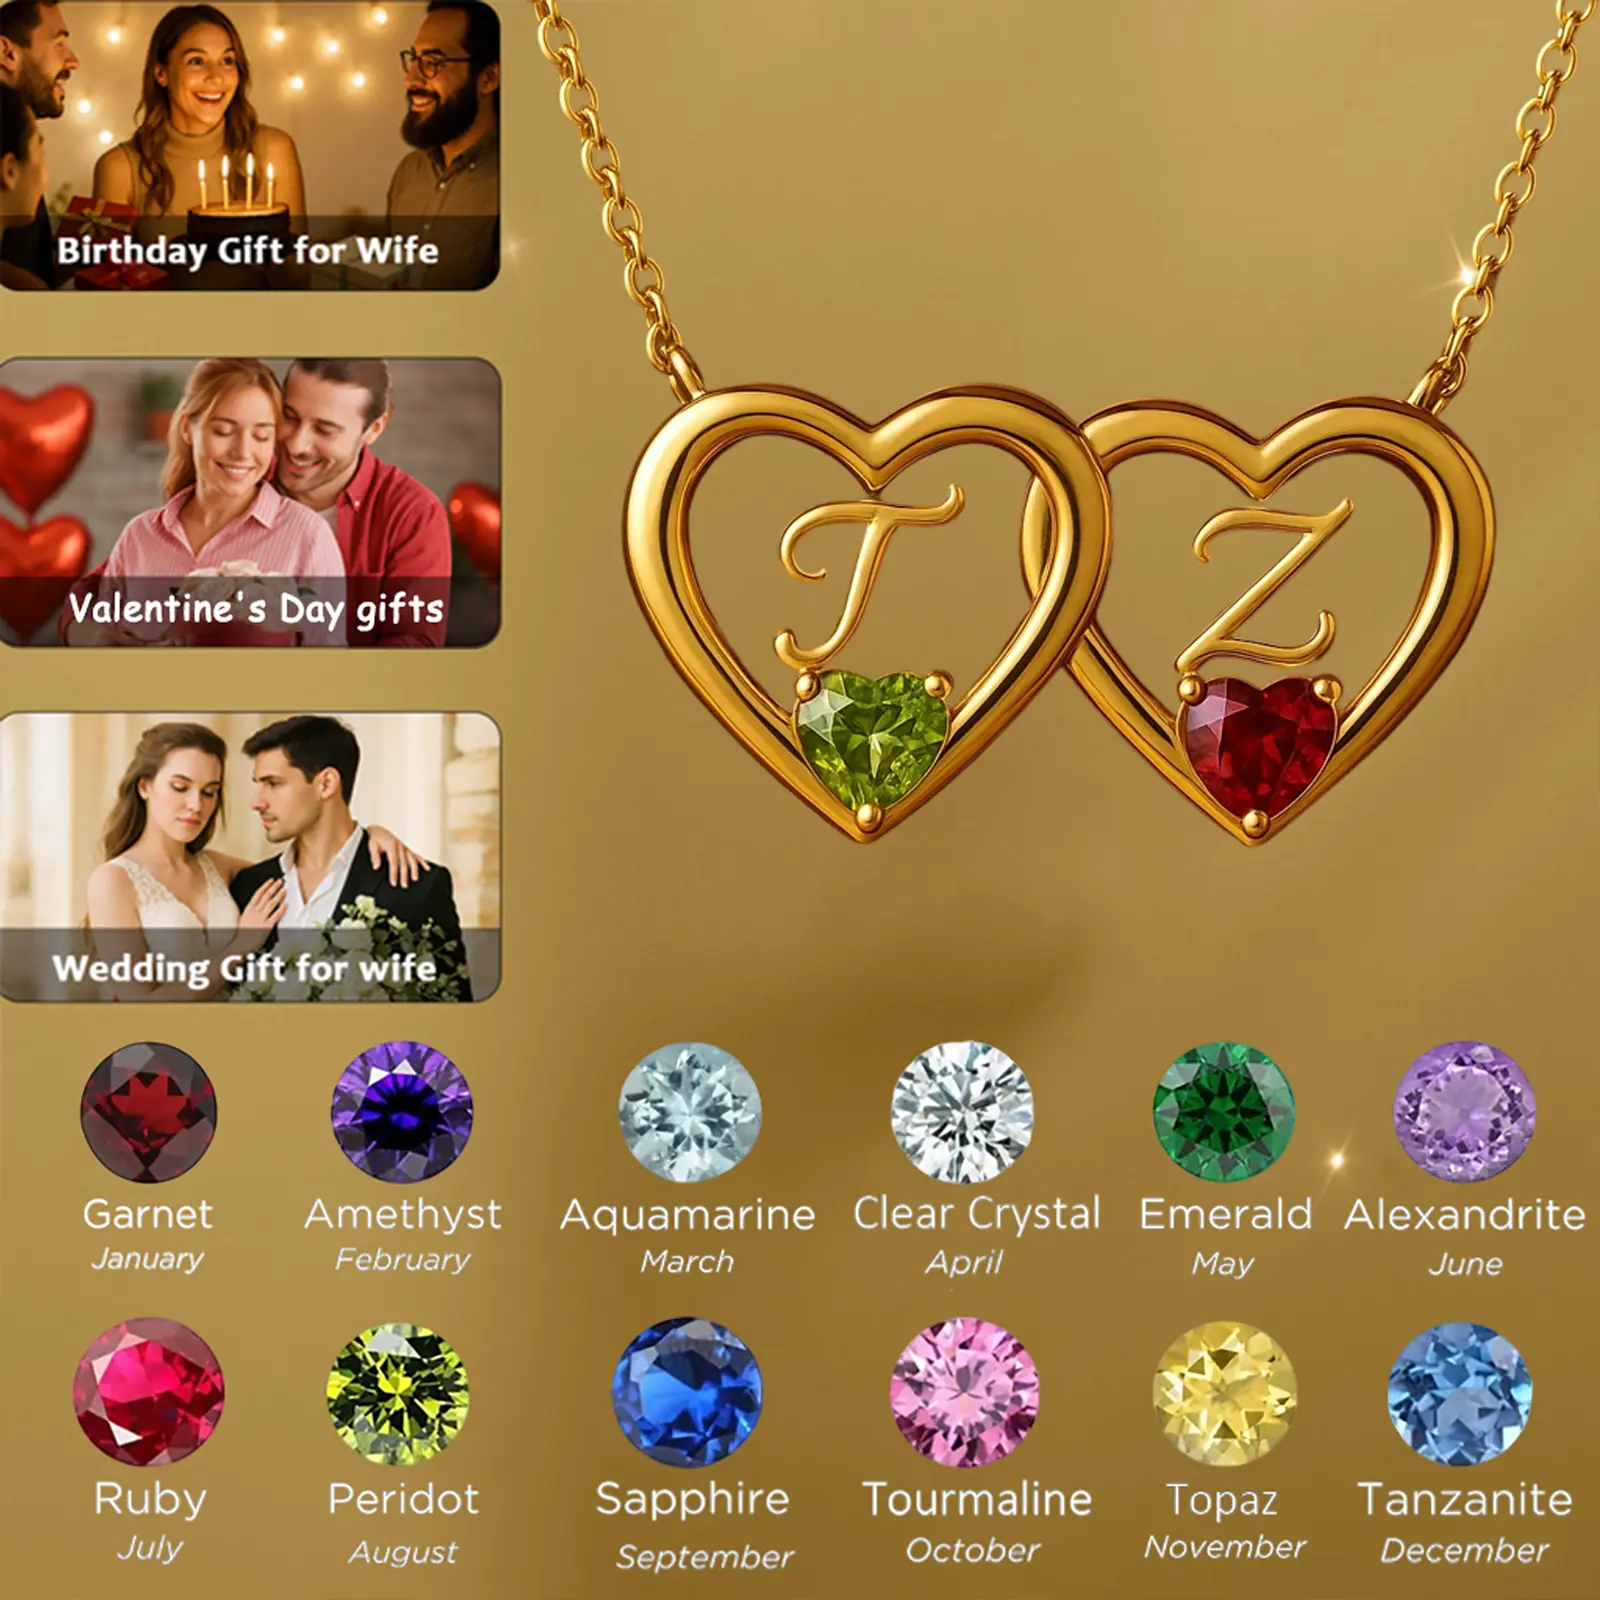 Birthday Gift for Wife
Valentine's Day gifts
Wedding Gift for wife
T Z
Garnet Amethyst Aquamarine Clear Crystal Emerald Alexandrite
January February March April May June
Ruby Peridot Sapphire Tourmaline Topaz Tanzanite
July August September October November December